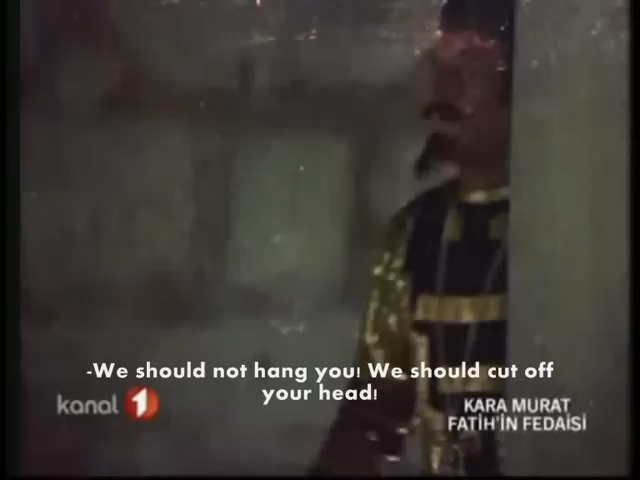 -We should not hang you! We should cut off
your head!
kanal 1
KARA MURAT
FATİH'İN FEDAİSİ